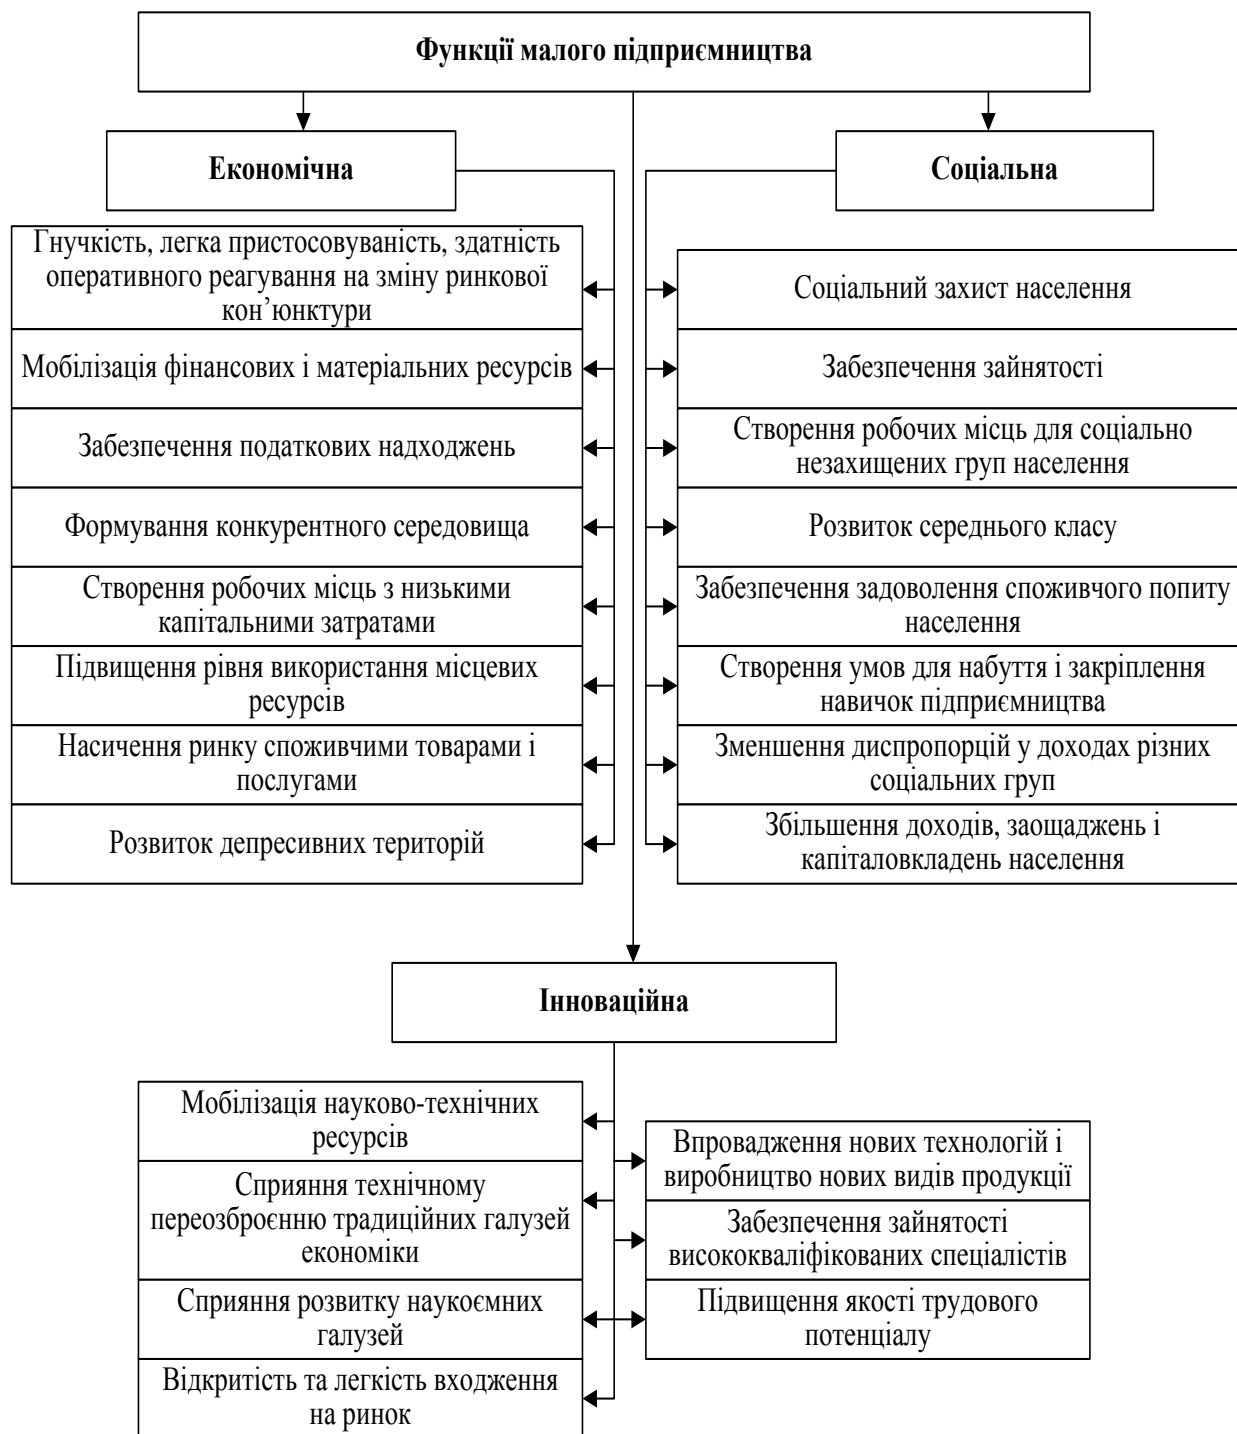 Функції малого підприємництва
Економічна
Гнучкість, легка пристосовуваність, здатність
оперативного реагування на зміну ринкової
кон’юнктури
Мобілізація фінансових і матеріальних ресурсів
Забезпечення податкових надходжень
Формування конкурентного середовища
Створення робочих місць з низькими
капітальними затратами
Підвищення рівня використання місцевих
ресурсів
Насичення ринку споживчими товарами і
послугами
Розвиток депресивних територій
Соціальна
Соціальний захист населення
Забезпечення зайнятості
Створення робочих місць для соціально
незахищених груп населення
Розвиток середнього класу
Забезпечення задоволення споживчого попиту
населення
Створення умов для набуття і закріплення
навичок підприємництва
Зменшення диспропорцій у доходах різних
соціальних груп
Збільшення доходів, заощаджень і
капіталовкладень населення
Інноваційна
Мобілізація науково-технічних
ресурсів
Сприяння технічному
переозброєнню традиційних галузей
економіки
Сприяння розвитку наукоємних
галузей
Відкритість та легкість входження
на ринок
Впровадження нових технологій і
виробництво нових видів продукції
Забезпечення зайнятості
висококваліфікованих спеціалістів
Підвищення якості трудового
потенціалу